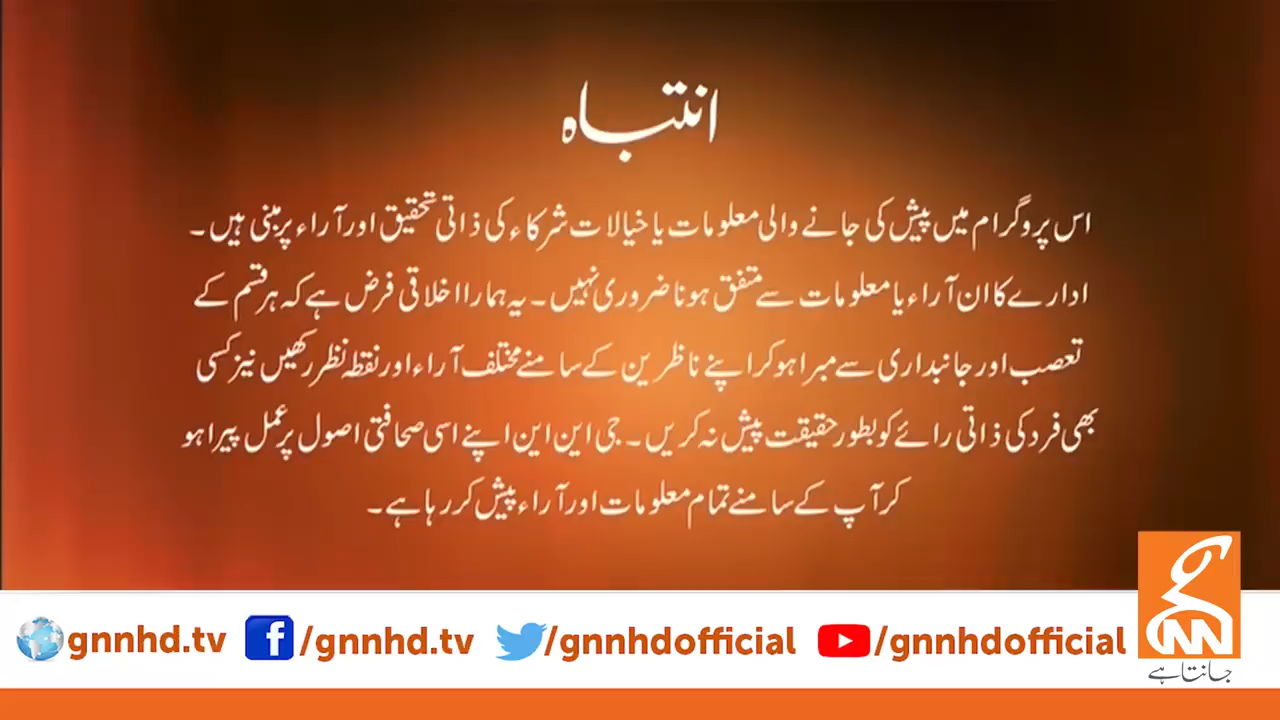 انتباہ
اس پروگرام میں پیش کی جانے والی معلومات یا خیالات شرکاء کی ذاتی تحقیق اور آراء پر مبنی ہیں۔
ادارے کا ان آراء یا معلومات سے متفق ہونا ضروری نہیں۔ یہ ہمارا اخلاقی فرض ہے کہ ہر قسم کے
تعصب اور جانبداری سے مبرا ہو کر اپنے ناظرین کے سامنے مختلف آراء اور نقطہ نظر رکھیں نیز کسی
بھی فرد کی ذاتی رائے کو بطور حقیقت پیش نہ کریں۔ جی این این اپنے اسی صحافتی اصول پر عمل پیرا ہو
کر آپ کے سامنے تمام معلومات اور آراء پیش کر رہا ہے۔
gnnhd.tv /gnnhd.tv /gnnhdofficial /gnnhdofficial
GNN
جانتا ہے